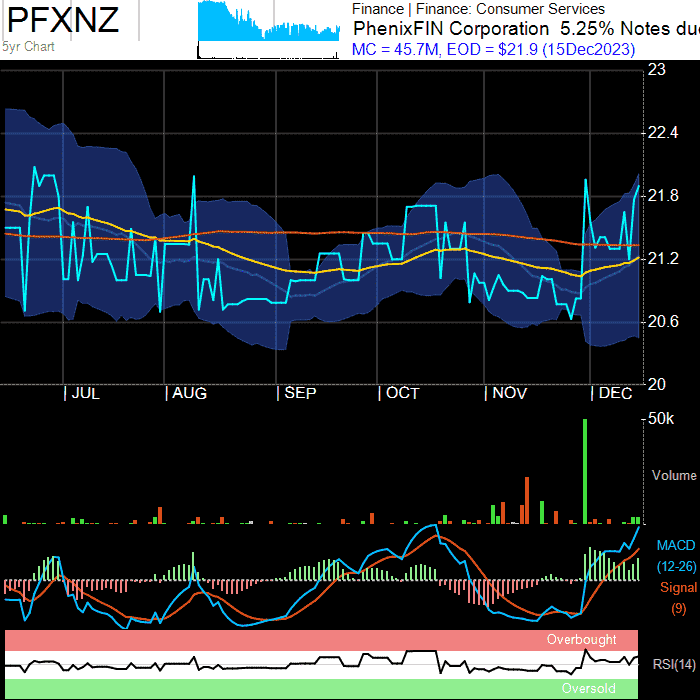 PFXNZ
5yr Chart
Finance | Finance: Consumer Services
PhenixFIN Corporation 5.25% Notes du
MC = 45.7M, EOD = $21.9 (15Dec2023)
23
22.4
21.8
21.2
20.6
20
| JUL | AUG | SEP | OCT | NOV | DEC
50k
Volume
MACD
(12-26)
Signal
(9)
Overbought
RSI(14)
Oversold